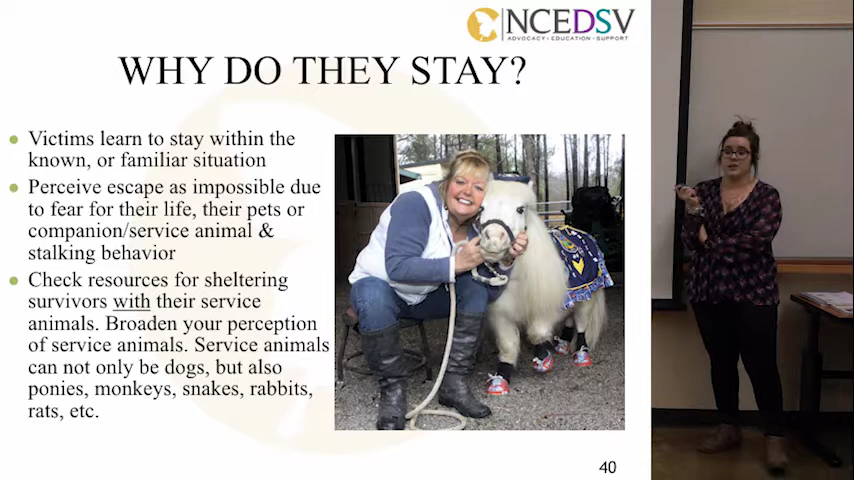 NCEDSV
ADVOCACY • EDUCATION • SUPPORT
WHY DO THEY STAY?
Victims learn to stay within the
known, or familiar situation
Perceive escape as impossible due
to fear for their life, their pets or
companion/service animal &
stalking behavior
Check resources for sheltering
survivors with their service
animals. Broaden your perception
of service animals. Service animals
can not only be dogs, but also
ponies, monkeys, snakes, rabbits,
rats, etc.
40